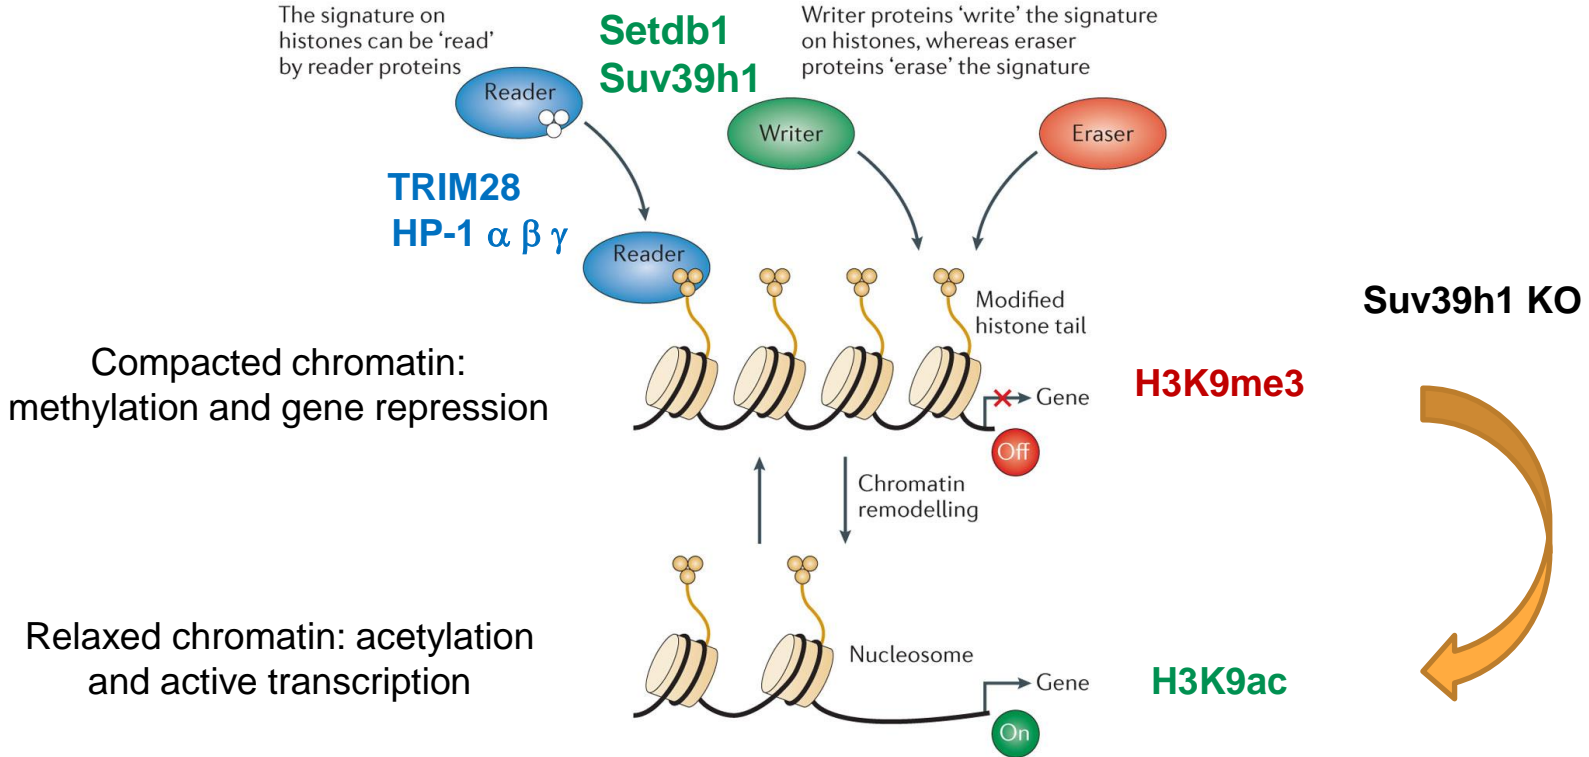 The signature on
histones can be ‘read’
by reader proteins
Setdb1
Suv39h1
Writer proteins ‘write’ the signature
on histones, whereas eraser
proteins ‘erase’ the signature
Reader
Writer
Eraser
TRIM28
HP-1 α β γ
Reader
Modified
histone tail
Suv39h1 KO
Compacted chromatin:
methylation and gene repression
Gene
H3K9me3
Off
Chromatin
remodelling
Relaxed chromatin: acetylation
and active transcription
Nucleosome
Gene
H3K9ac
On